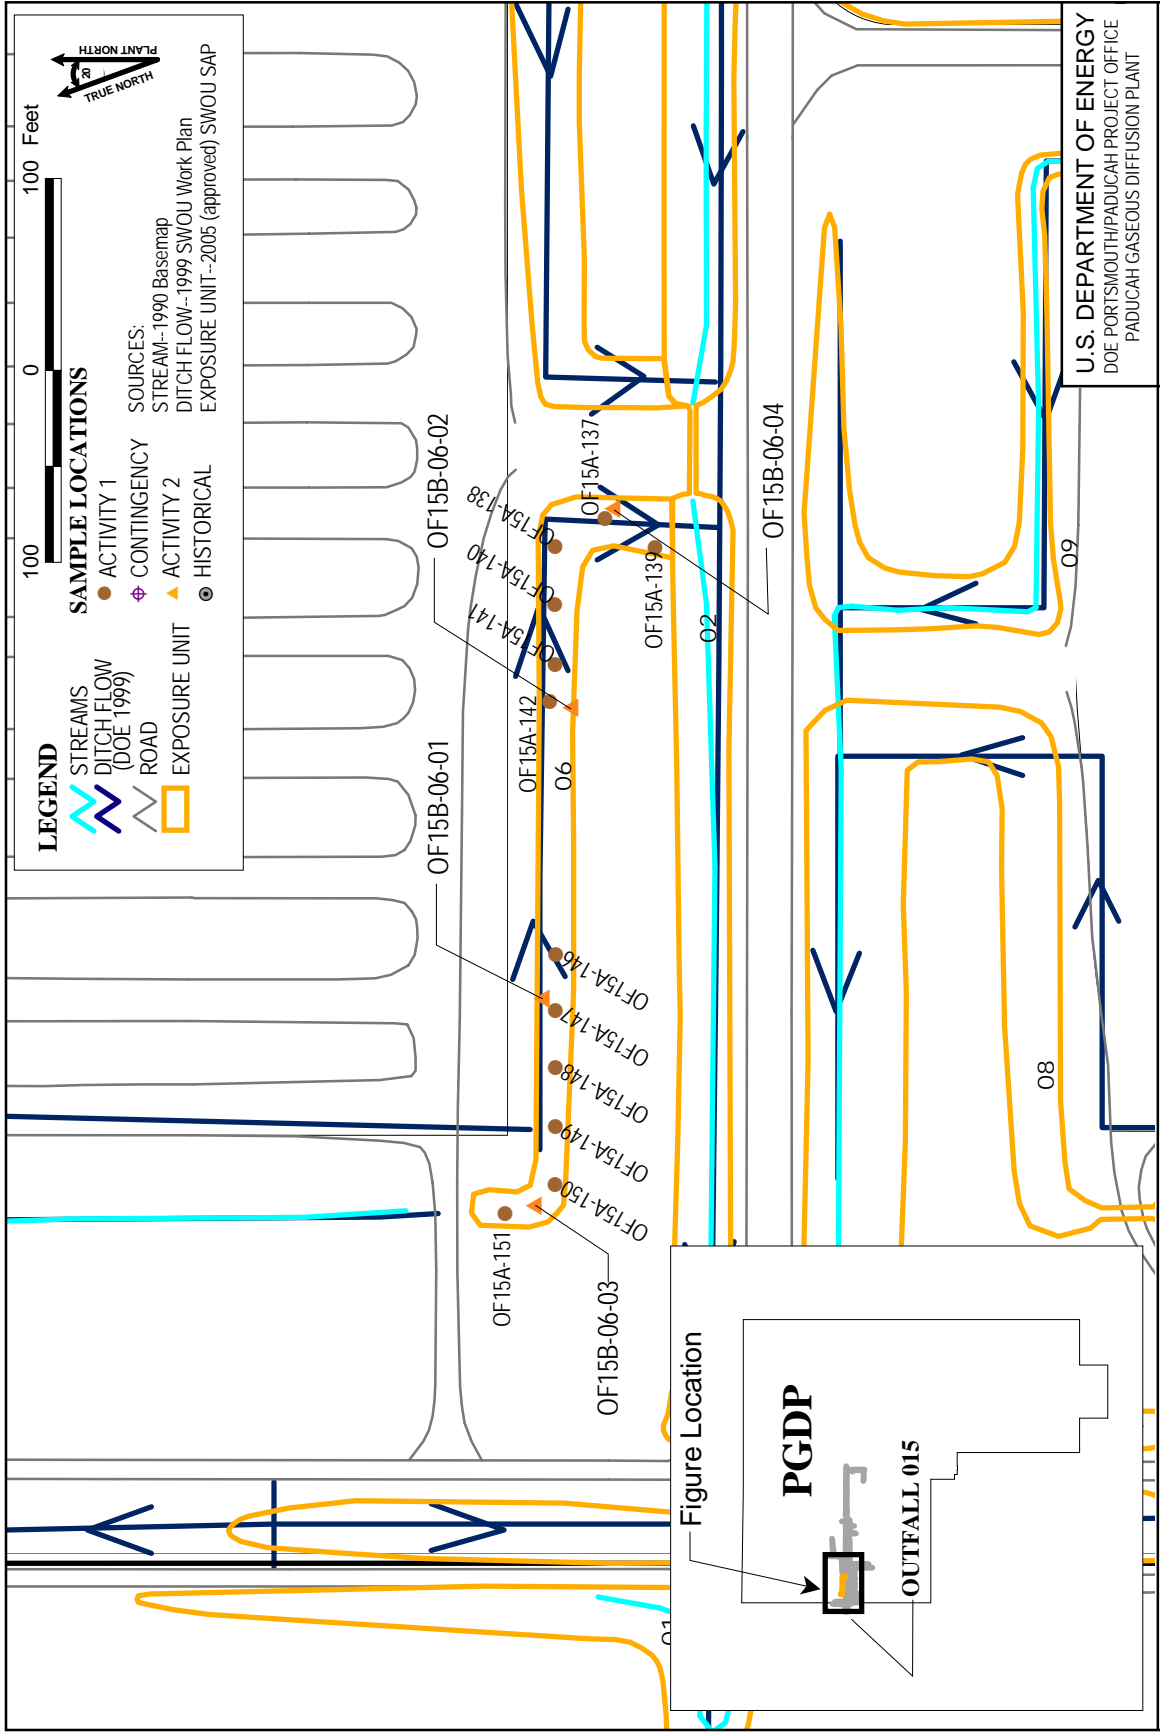 LEGEND
STREAMS
DITCH FLOW
(DOE 1999)
ROAD
EXPOSURE UNIT
SAMPLE LOCATIONS
ACTIVITY 1
CONTINGENCY
ACTIVITY 2
HISTORICAL
SOURCES:
STREAM--1990 Basemap
DITCH FLOW--1999 SWOU Work Plan
EXPOSURE UNIT--2005 (approved) SWOU SAP
100 0 100 Feet
TRUE NORTH
20
PLANT NORTH
OF15B-06-01
OF15B-06-02
OF15A-151
OF15B-06-03
OF15A-150
OF15A-149
OF15A-148
OF15A-147
OF15A-146
OF15A-142
06
OF15A-141
OF15A-140
OF15A-138
OF15A-137
OF15A-139
OF15B-06-04
02
01
08
09
Figure Location
PGDP
OUTFALL 015
U.S. DEPARTMENT OF ENERGY
DOE PORTSMOUTH/PADUCAH PROJECT OFFICE
PADUCAH GASEOUS DIFFUSION PLANT